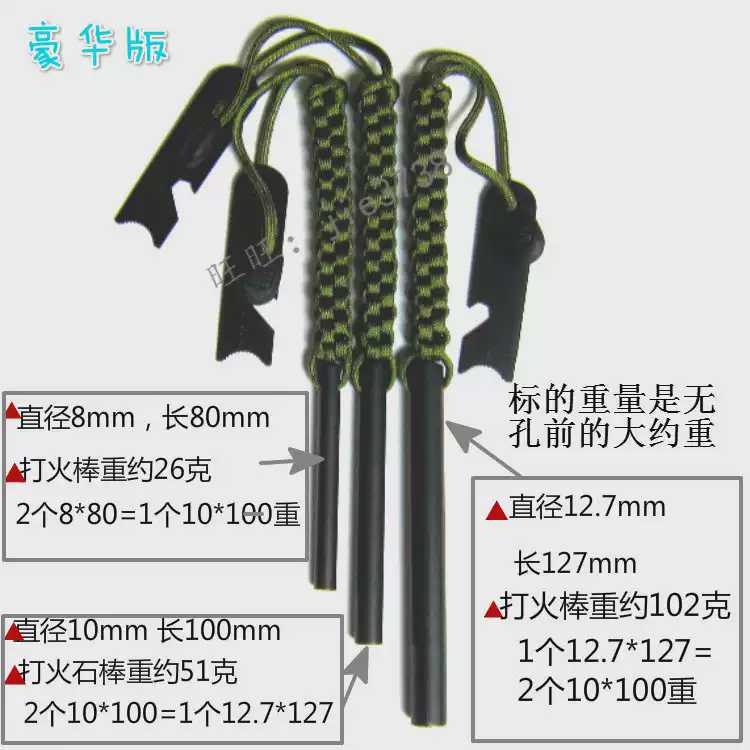 豪华版
旺旺：jie3738
直径8mm，长80mm
打火棒重约26克
2个8*80=1个10*100重
标的重量是无
孔前的大约重
直径12.7mm
长127mm
打火棒重约102克
1个12.7*127=
2个10*100重
直径10mm 长100mm
打火石棒重约51克
2个10*100=1个12.7*127